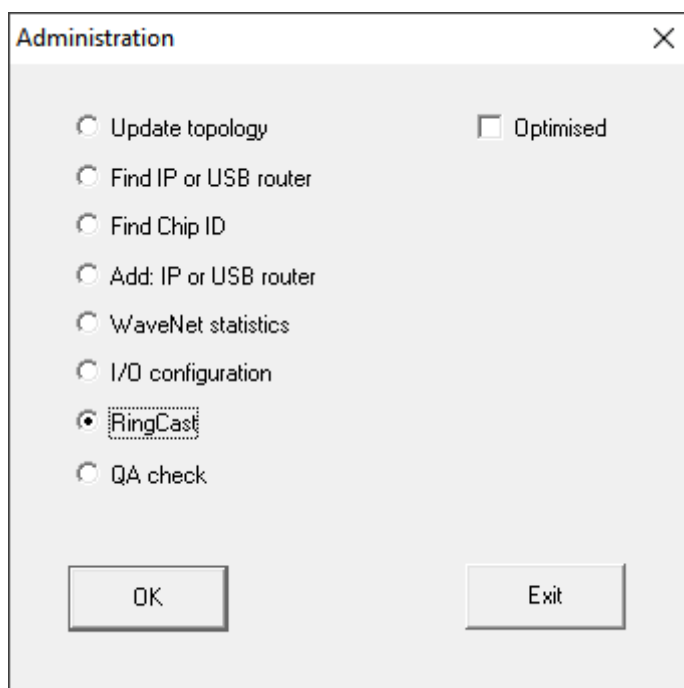 Administration
Update topology
Optimised
Find IP or USB router
Find Chip ID
Add: IP or USB router
WaveNet statistics
I/O configuration
RingCast
QA check
OK
Exit